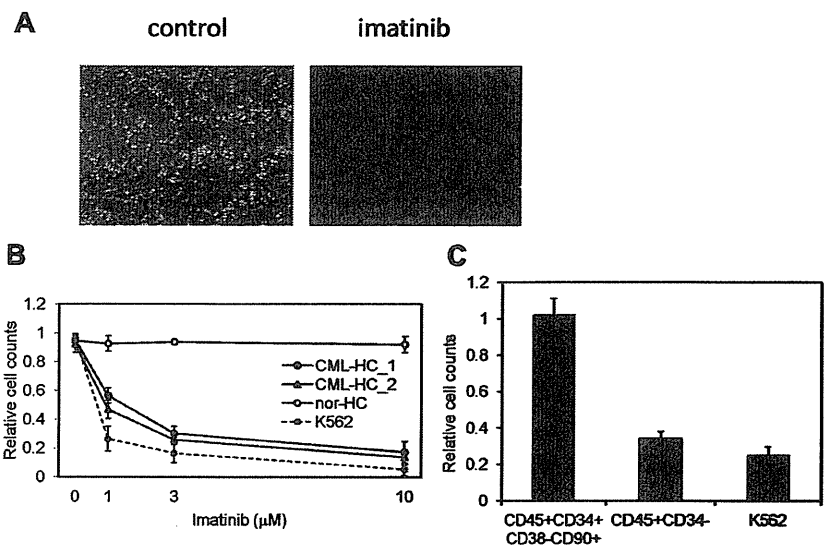 A
control
imatinib
B
1.2
1
0.8
0.6
0.4
0.2
0
Relative cell counts
CML-HC_1
CML-HC_2
nor-HC
K562
0
1
3
10
Imatinib (μM)
C
1.2
1
0.8
0.6
0.4
0.2
0
Relative cell counts
CD45+CD34+
CD38-CD90+
CD45+CD34-
K562